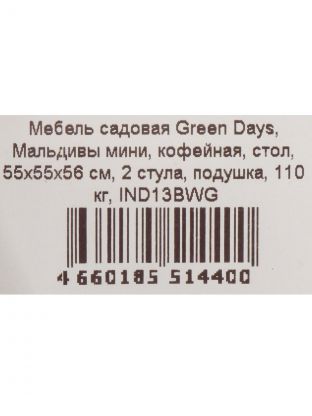 Мебель садовая Green Days,
Мальдивы мини, кофейная, стол,
55х55х56 см, 2 стула, подушка, 110
кг, IND13BWG
4 660185 514400